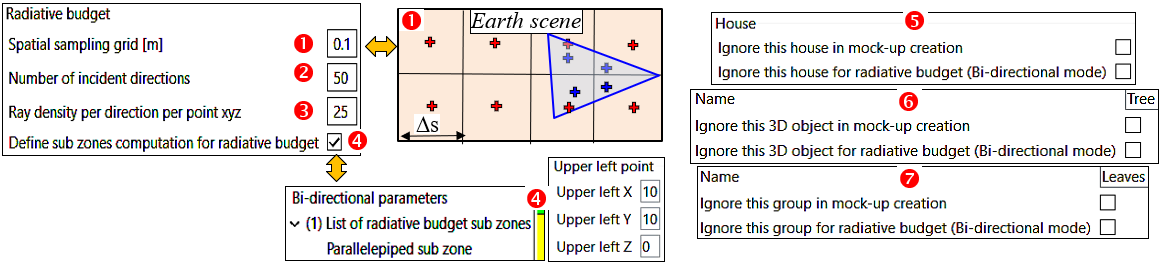 Radiative budget
Spatial sampling grid [m] 1 0.1
Number of incident directions 2 50
Ray density per direction per point xyz 3 25
Define sub zones computation for radiative budget 4
1 Earth scene
Δs
Bi-directional parameters 4
(1) List of radiative budget sub zones
Parallelepiped sub zone
Upper left point
Upper left X 10
Upper left Y 10
Upper left Z 0
House 5
Ignore this house in mock-up creation
Ignore this house for radiative budget (Bi-directional mode)
Name 6 Tree
Ignore this 3D object in mock-up creation
Ignore this 3D object for radiative budget (Bi-directional mode)
Name 7 Leaves
Ignore this group in mock-up creation
Ignore this group for radiative budget (Bi-directional mode)